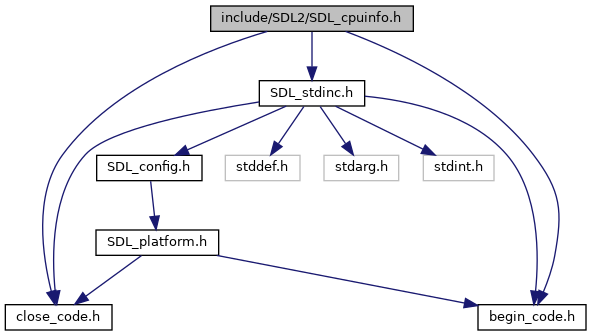 include/SDL2/SDL_cpuinfo.h
SDL_stdinc.h
SDL_config.h
stddef.h
stdarg.h
stdint.h
SDL_platform.h
close_code.h
begin_code.h